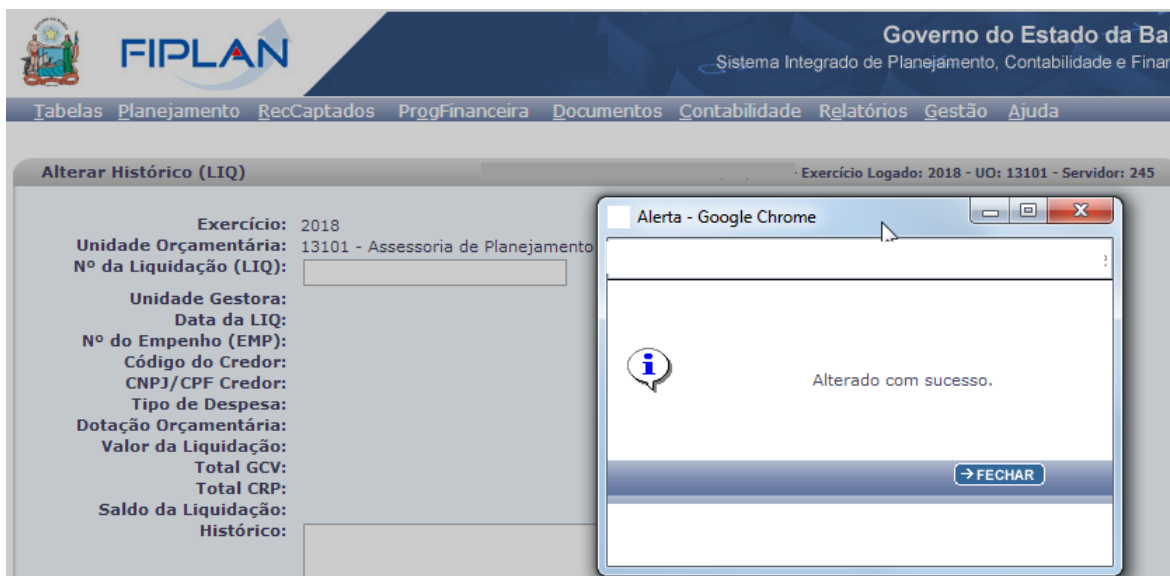 FIPLAN
Governo do Estado da Ba
Sistema Integrado de Planejamento, Contabilidade e Finan
Tabelas Planejamento RecCaptados ProgFinanceira Documentos Contabilidade Relatórios Gestão Ajuda
Alterar Histórico (LIQ)
Exercício Logado: 2018 - UO: 13101 - Servidor: 245
Exercício: 2018
Unidade Orçamentária: 13101 - Assessoria de Planejamento
Nº da Liquidação (LIQ):
Unidade Gestora:
Data da LIQ:
Nº do Empenho (EMP):
Código do Credor:
CNPJ/CPF Credor:
Tipo de Despesa:
Dotação Orçamentária:
Valor da Liquidação:
Total GCV:
Total CRP:
Saldo da Liquidação:
Histórico:
Alerta - Google Chrome
Alterado com sucesso.
FECHAR